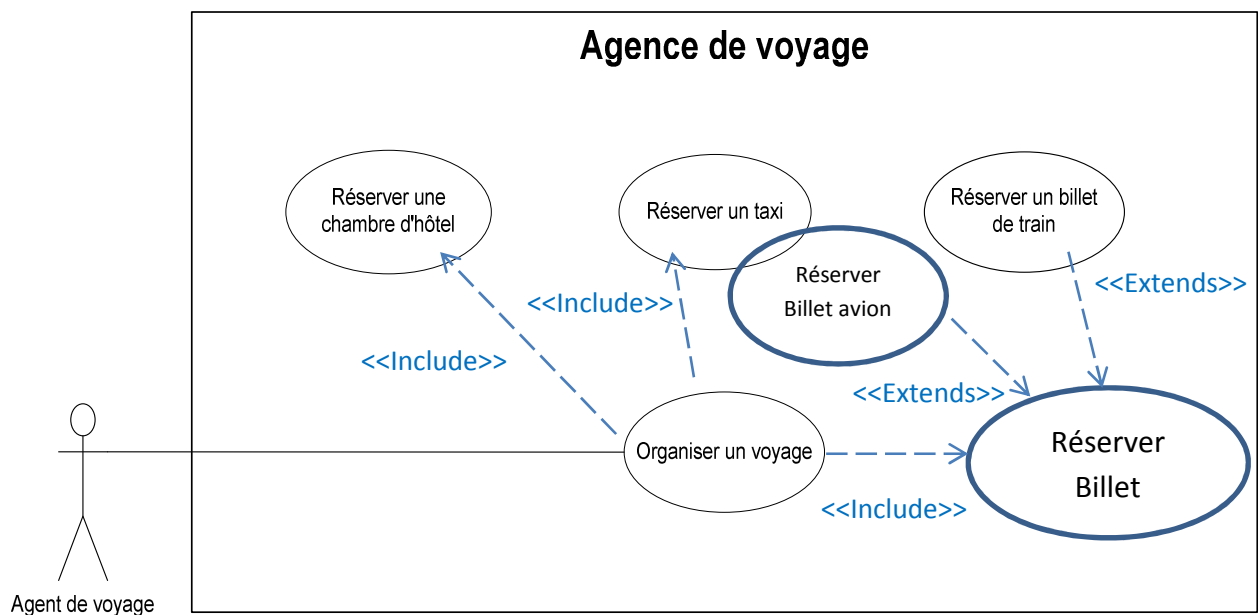 Agence de voyage
Réserver une
chambre d'hôtel
Réserver un taxi
Réserver un billet
de train
Réserver
Billet avion
<<Extends>>
<<Include>>
<<Include>>
<<Extends>>
Organiser un voyage
Réserver
Billet
<<Include>>
Agent de voyage